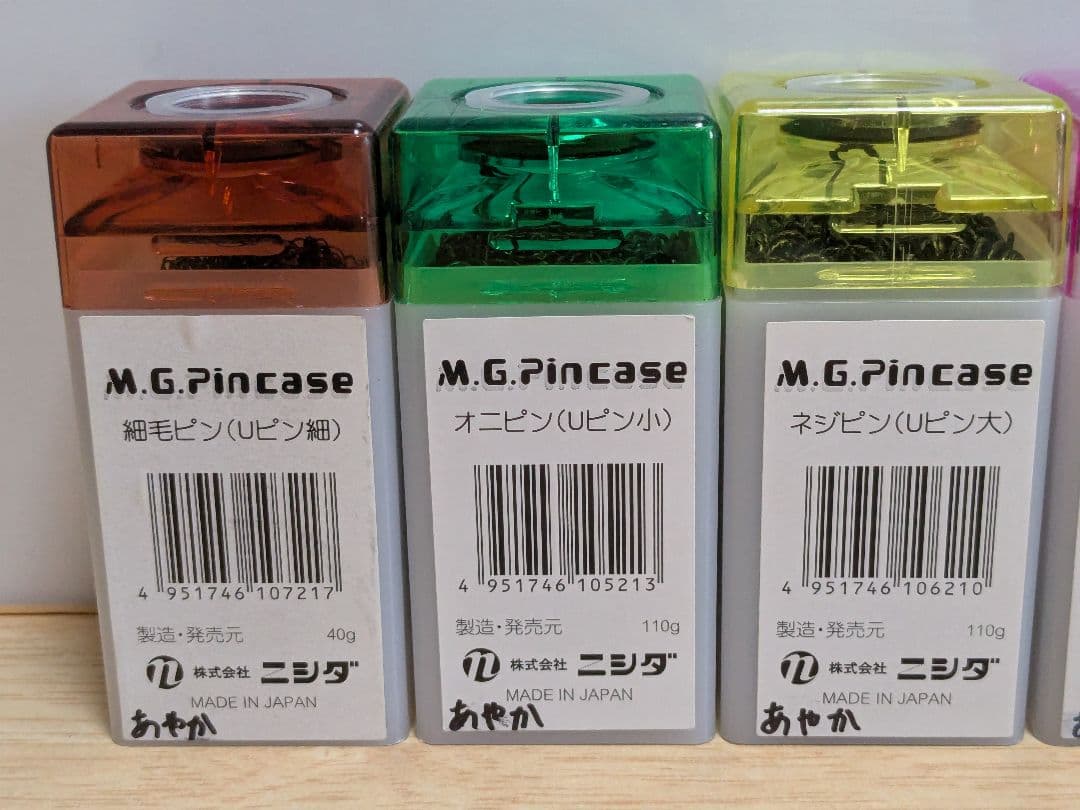 M.G.Pincase
細毛ピン(Uピン細)
4 951746 107217
製造・発売元 40g
株式会社 ニシダ
MADE IN JAPAN
あやか
M.G.Pincase
オニピン(Uピン小)
4 951746 105213
製造・発売元 110g
株式会社 ニシダ
MADE IN JAPAN
あやか
M.G.Pincase
ネジピン(Uピン大)
4 951746 106210
製造・発売元 110g
株式会社 ニシダ
MADE IN JAPAN
あやか